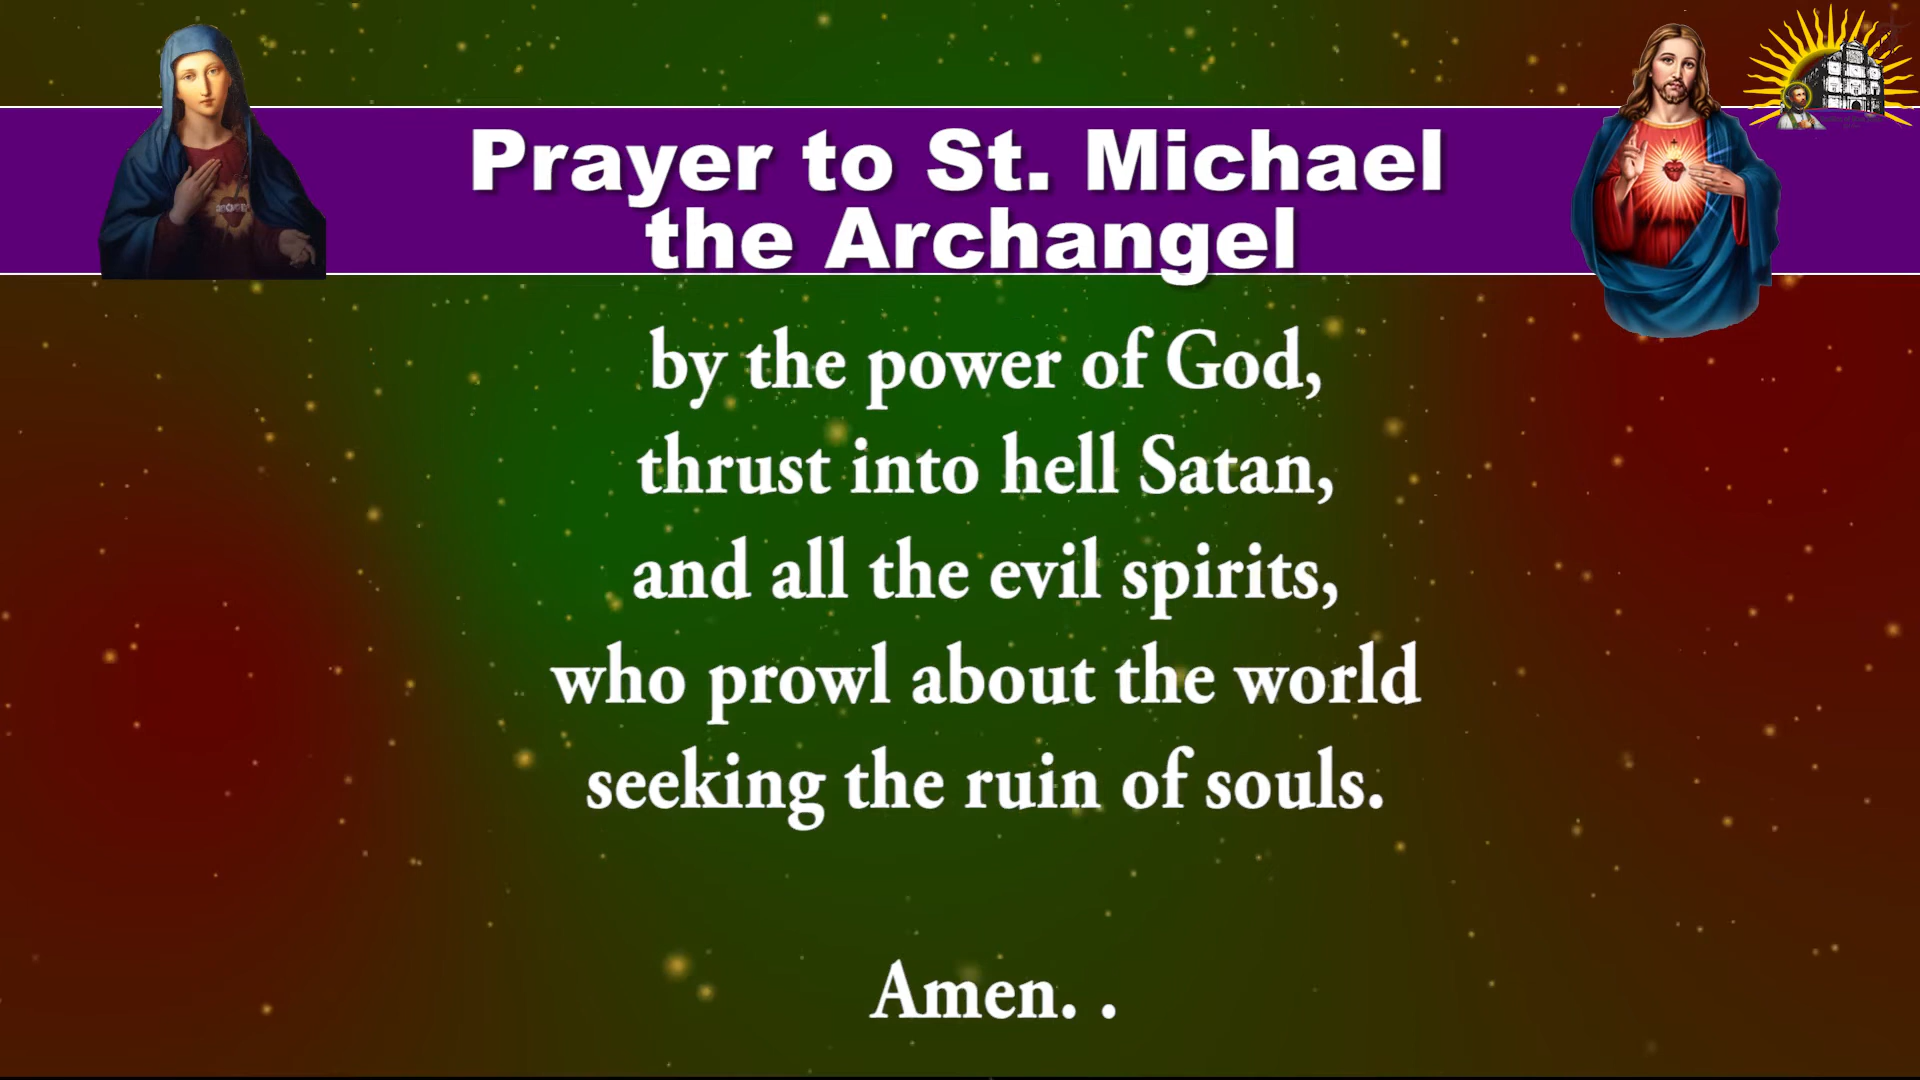 Prayer to St. Michael
the Archangel
by the power of God,
thrust into hell Satan,
and all the evil spirits,
who prowl about the world
seeking the ruin of souls.
Amen. .